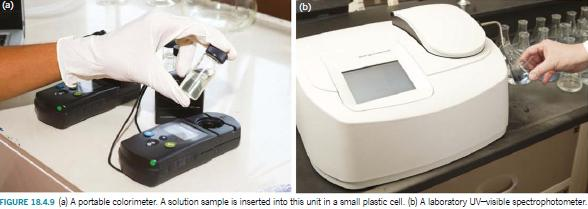 (a)
(b)
FIGURE 18.4.9 (a) A portable colorimeter. A solution sample is inserted into this unit in a small plastic cell. (b) A laboratory UV–visible spectrophotometer